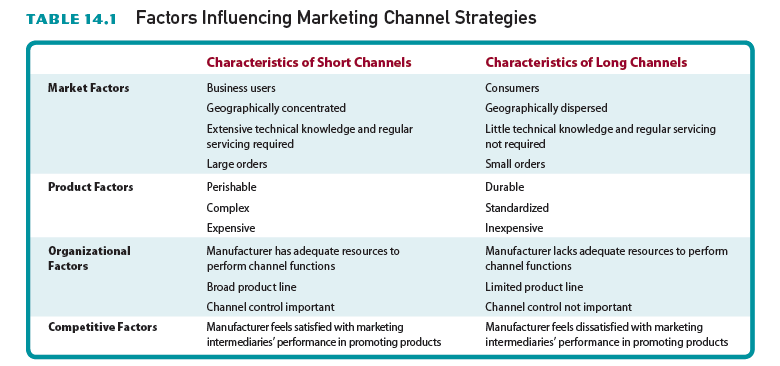 TABLE 14.1 Factors Influencing Marketing Channel Strategies
Characteristics of Short Channels Characteristics of Long Channels
Market Factors Business users Consumers
Geographically concentrated Geographically dispersed
Extensive technical knowledge and regular Little technical knowledge and regular servicing
servicing required not required
Large orders Small orders
Product Factors Perishable Durable
Complex Standardized
Expensive Inexpensive
Organizational Manufacturer has adequate resources to Manufacturer lacks adequate resources to perform
Factors perform channel functions channel functions
Broad product line Limited product line
Channel control important Channel control not important
Competitive Factors Manufacturer feels satisfied with marketing Manufacturer feels dissatisfied with marketing
intermediaries' performance in promoting products intermediaries' performance in promoting products